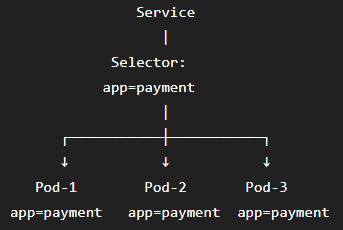 Service
Selector:
app=payment
Pod-1 Pod-2 Pod-3
app=payment app=payment app=payment